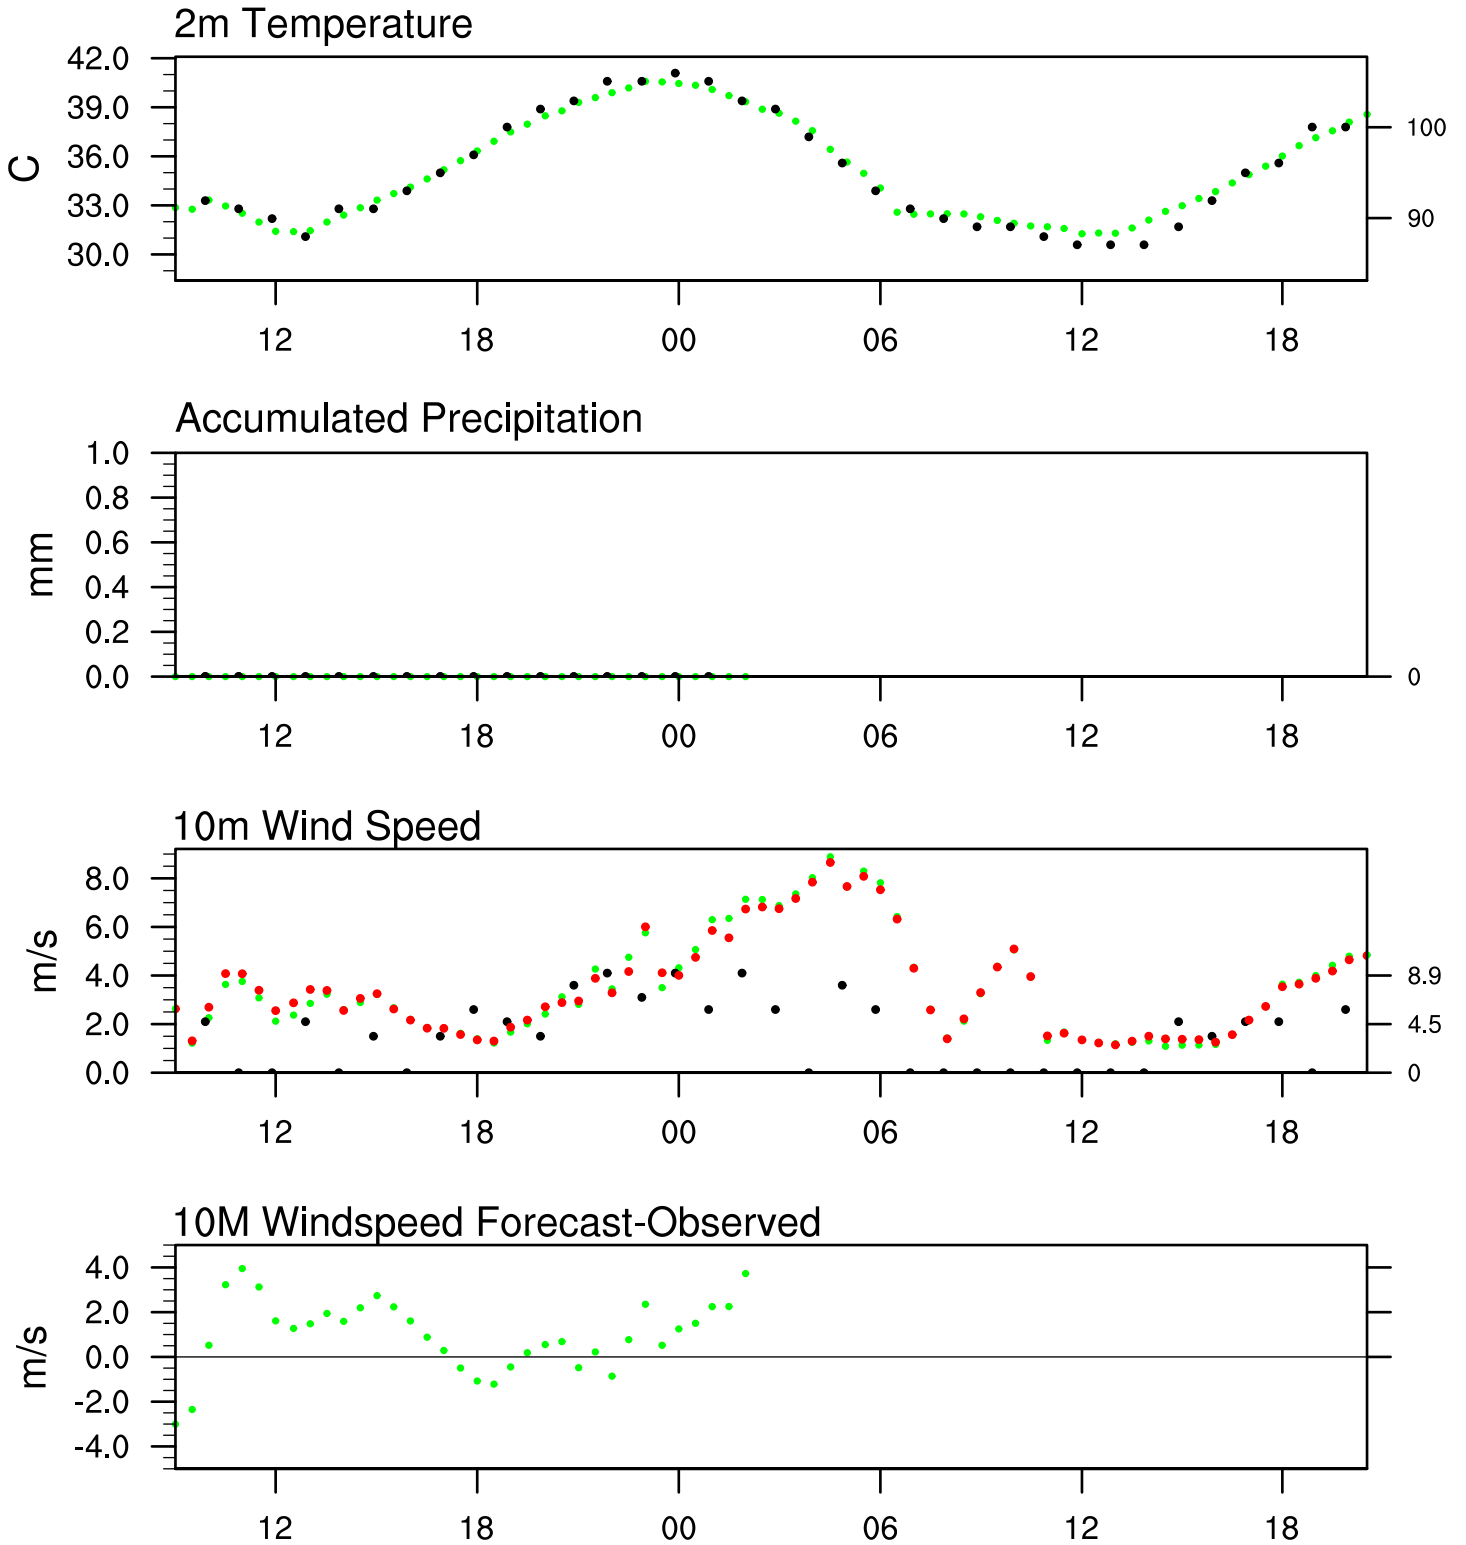 2m Temperature
42.0
39.0
36.0
33.0
30.0
C
100
90
12 18 00 06 12 18
Accumulated Precipitation
1.0
0.8
0.6
0.4
0.2
0.0
mm
0
12 18 00 06 12 18
10m Wind Speed
8.0
6.0
4.0
2.0
0.0
m/s
8.9
4.5
0
12 18 00 06 12 18
10M Windspeed Forecast-Observed
4.0
2.0
0.0
-2.0
-4.0
m/s
12 18 00 06 12 18